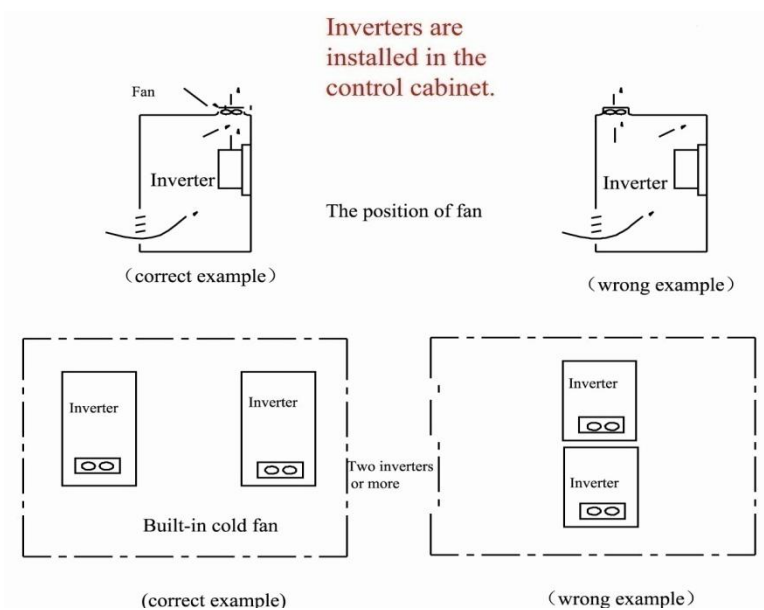 Inverters are
installed in the
control cabinet.
Fan
Inverter
Inverter
The position of fan
（correct example）
（wrong example）
Inverter
Inverter
Inverter
Two inverters
or more
Inverter
Built-in cold fan
(correct example)
（wrong example）